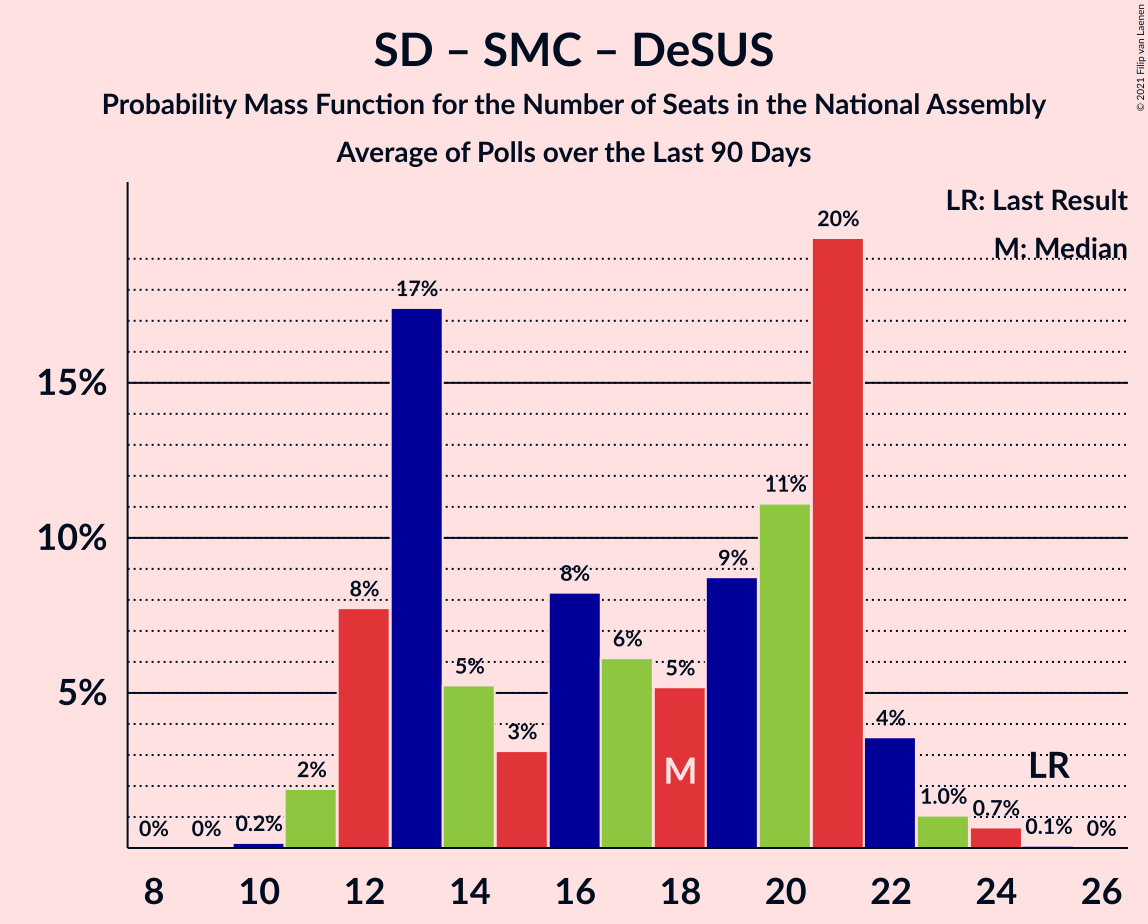 SD – SMC – DeSUS
Probability Mass Function for the Number of Seats in the National Assembly
Average of Polls over the Last 90 Days
© 2021 Filip van Laenen
LR: Last Result
M: Median
15%
10%
5%
0%
0%
0.2%
2%
8%
17%
5%
3%
8%
6%
5%
9%
11%
20%
4%
1.0%
0.7%
0.1%
0%
M
LR
8 10 12 14 16 18 20 22 24 26